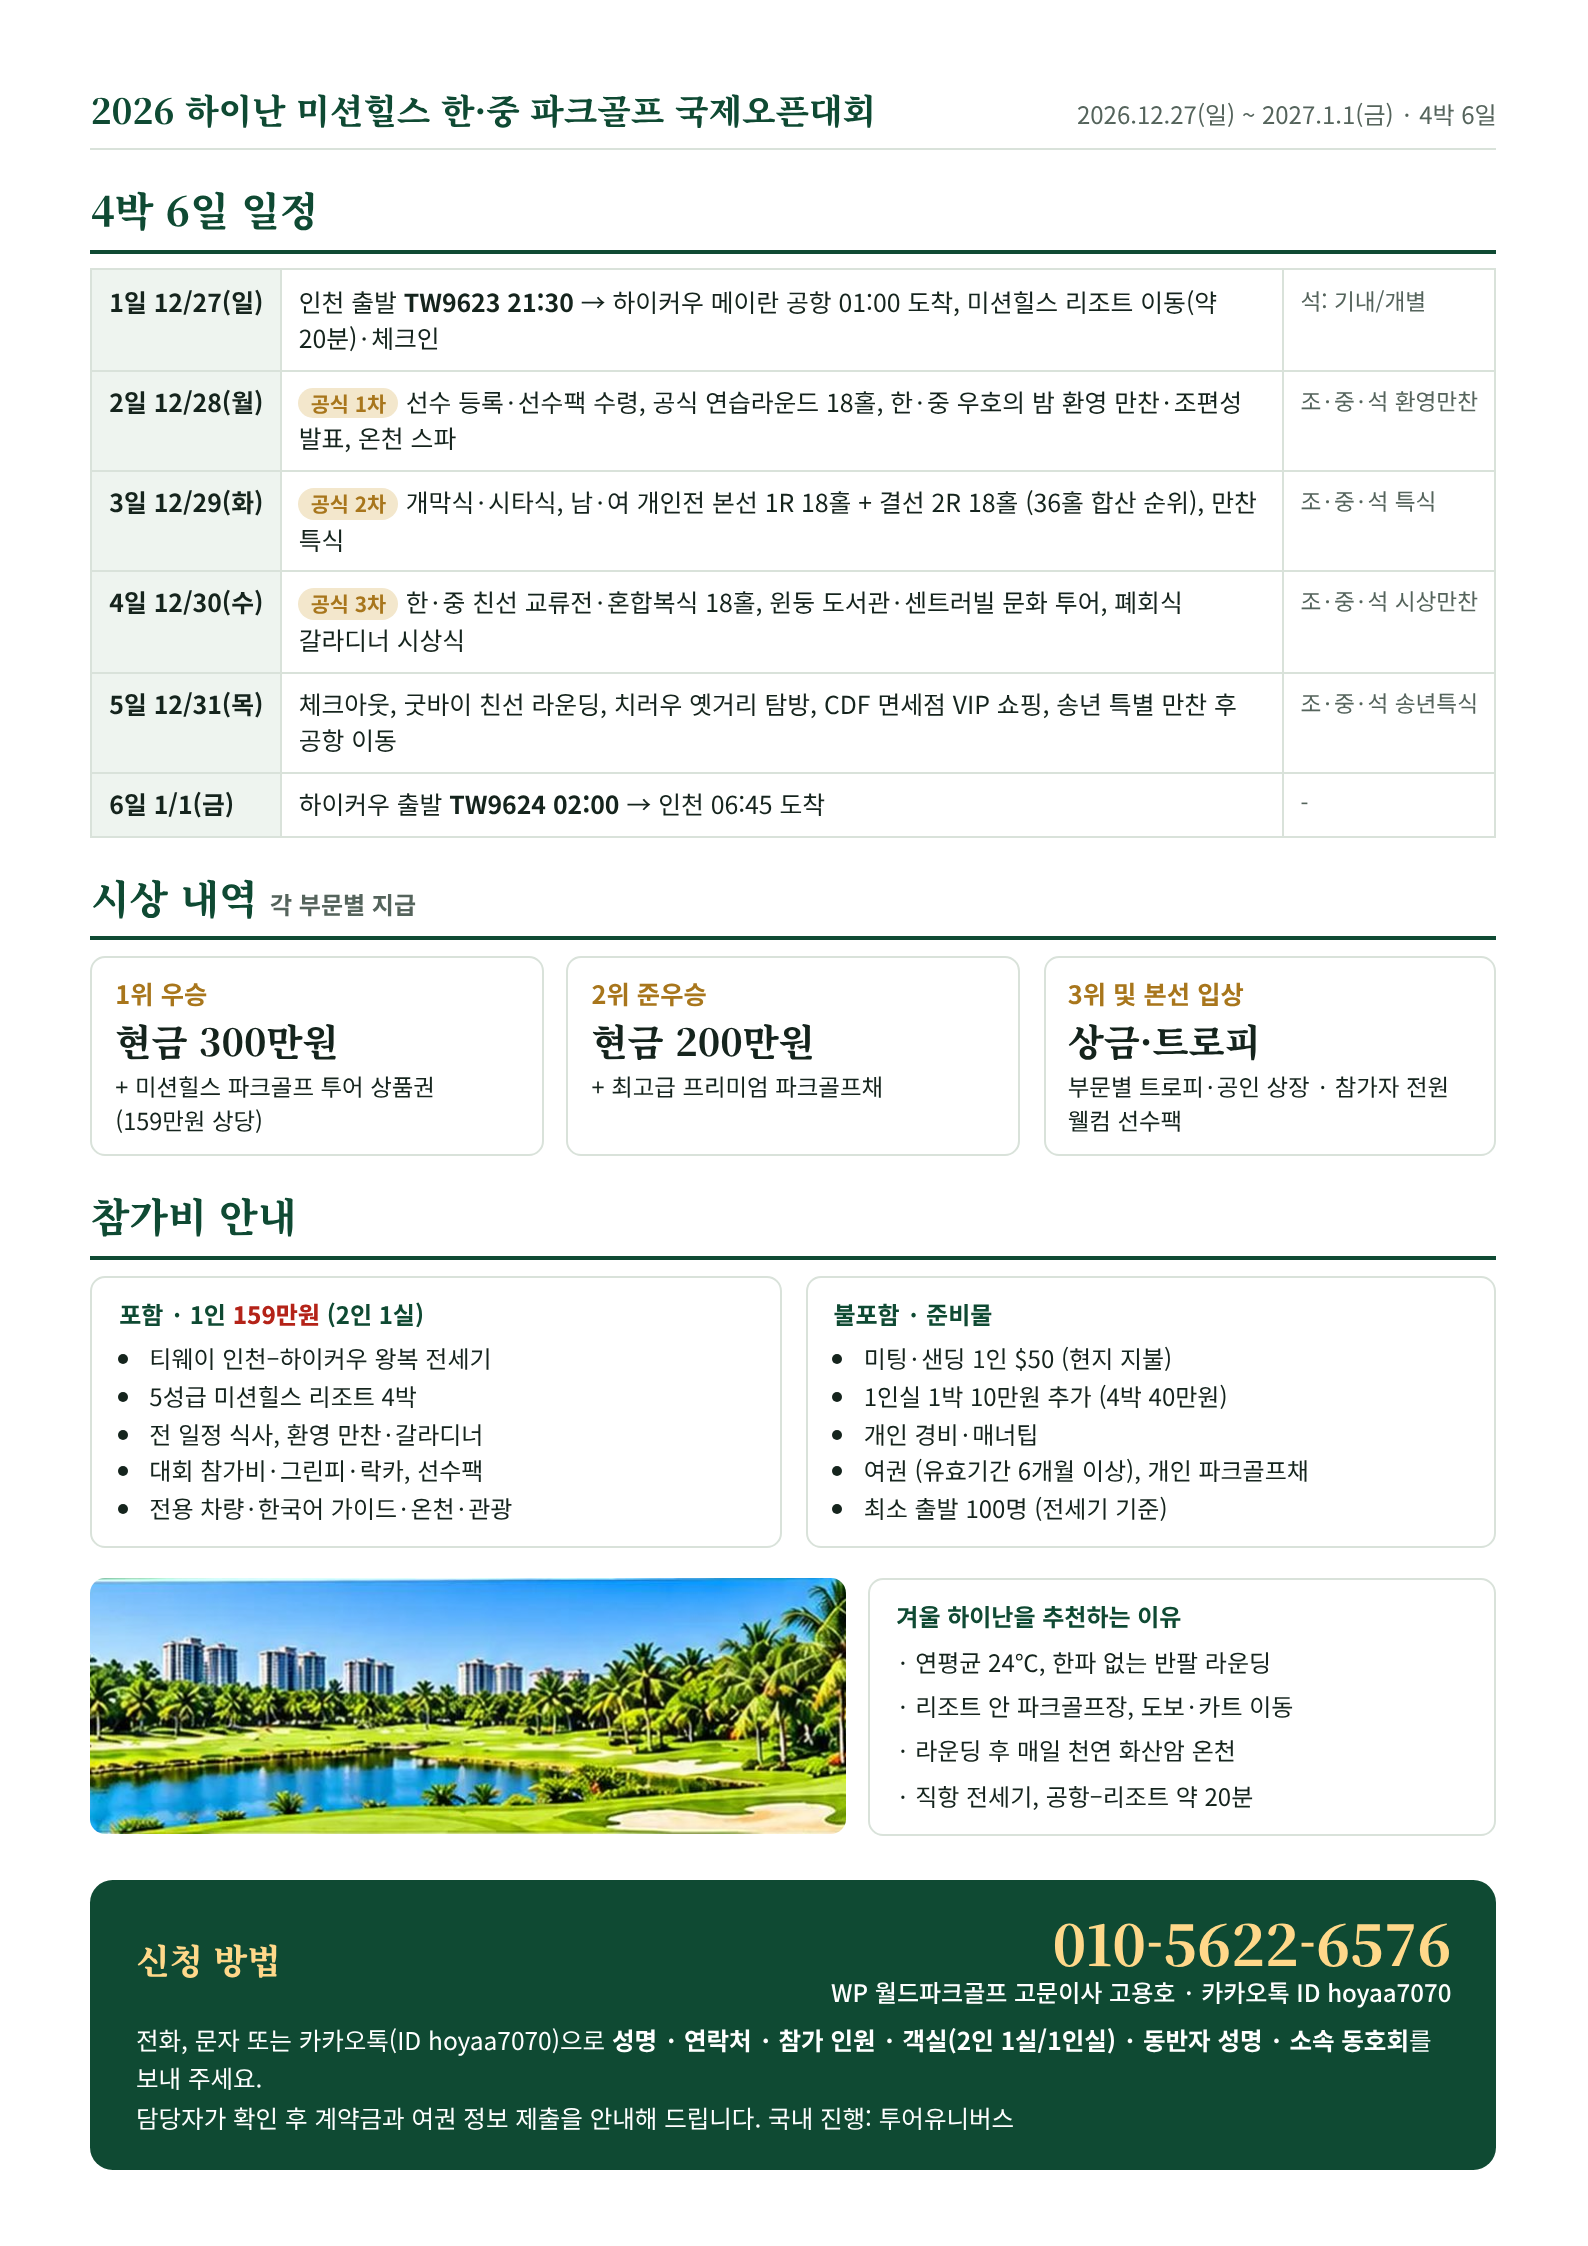 2026 하이난 미션힐스 한·중 파크골프 국제오픈대회
2026.12.27(일) ~ 2027.1.1(금) · 4박 6일
4박 6일 일정
1일 12/27(일)
인천 출발 TW9623 21:30 → 하이커우 메이란 공항 01:00 도착, 미션힐스 리조트 이동(약
20분)·체크인
석: 기내/개별
2일 12/28(월)
공식 1차 선수 등록·선수팩 수령, 공식 연습라운드 18홀, 한·중 우호의 밤 환영 만찬·조편성
발표, 온천 스파
조·중·석 환영만찬
3일 12/29(화)
공식 2차 개막식·시타식, 남·여 개인전 본선 1R 18홀 + 결선 2R 18홀 (36홀 합산 순위), 만찬
특식
조·중·석 특식
4일 12/30(수)
공식 3차 한·중 친선 교류전·혼합복식 18홀, 윈둥 도서관·센트러빌 문화 투어, 폐회식
갈라디너 시상식
조·중·석 시상만찬
5일 12/31(목)
체크아웃, 굿바이 친선 라운딩, 치러우 옛거리 탐방, CDF 면세점 VIP 쇼핑, 송년 특별 만찬 후
공항 이동
조·중·석 송년특식
6일 1/1(금)
하이커우 출발 TW9624 02:00 → 인천 06:45 도착
-
시상 내역 각 부문별 지급
1위 우승
현금 300만원
+ 미션힐스 파크골프 투어 상품권
(159만원 상당)
2위 준우승
현금 200만원
+ 최고급 프리미엄 파크골프채
3위 및 본선 입상
상금·트로피
부문별 트로피·공인 상장 · 참가자 전원
웰컴 선수팩
참가비 안내
포함 · 1인 159만원 (2인 1실)
● 티웨이 인천–하이커우 왕복 전세기
● 5성급 미션힐스 리조트 4박
● 전 일정 식사, 환영 만찬·갈라디너
● 대회 참가비·그린피·락카, 선수팩
● 전용 차량·한국어 가이드·온천·관광
불포함 · 준비물
● 미팅·샌딩 1인 $50 (현지 지불)
● 1인실 1박 10만원 추가 (4박 40만원)
● 개인 경비·매너팁
● 여권 (유효기간 6개월 이상), 개인 파크골프채
● 최소 출발 100명 (전세기 기준)
겨울 하이난을 추천하는 이유
· 연평균 24℃, 한파 없는 반팔 라운딩
· 리조트 안 파크골프장, 도보·카트 이동
· 라운딩 후 매일 천연 화산암 온천
· 직항 전세기, 공항–리조트 약 20분
신청 방법
010-5622-6576
WP 월드파크골프 고문이사 고용호 · 카카오톡 ID hoyaa7070
전화, 문자 또는 카카오톡(ID hoyaa7070)으로 성명 · 연락처 · 참가 인원 · 객실(2인 1실/1인실) · 동반자 성명 · 소속 동호회를
보내 주세요.
담당자가 확인 후 계약금과 여권 정보 제출을 안내해 드립니다. 국내 진행: 투어유니버스